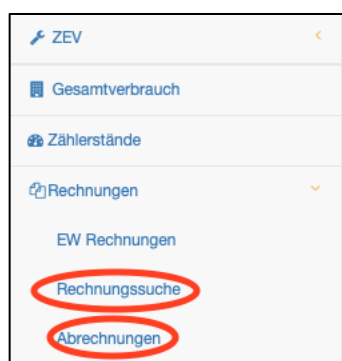 ZEV
Gesamtverbrauch
Zählerstände
Rechnungen
EW Rechnungen
Rechnungssuche
Abrechnungen